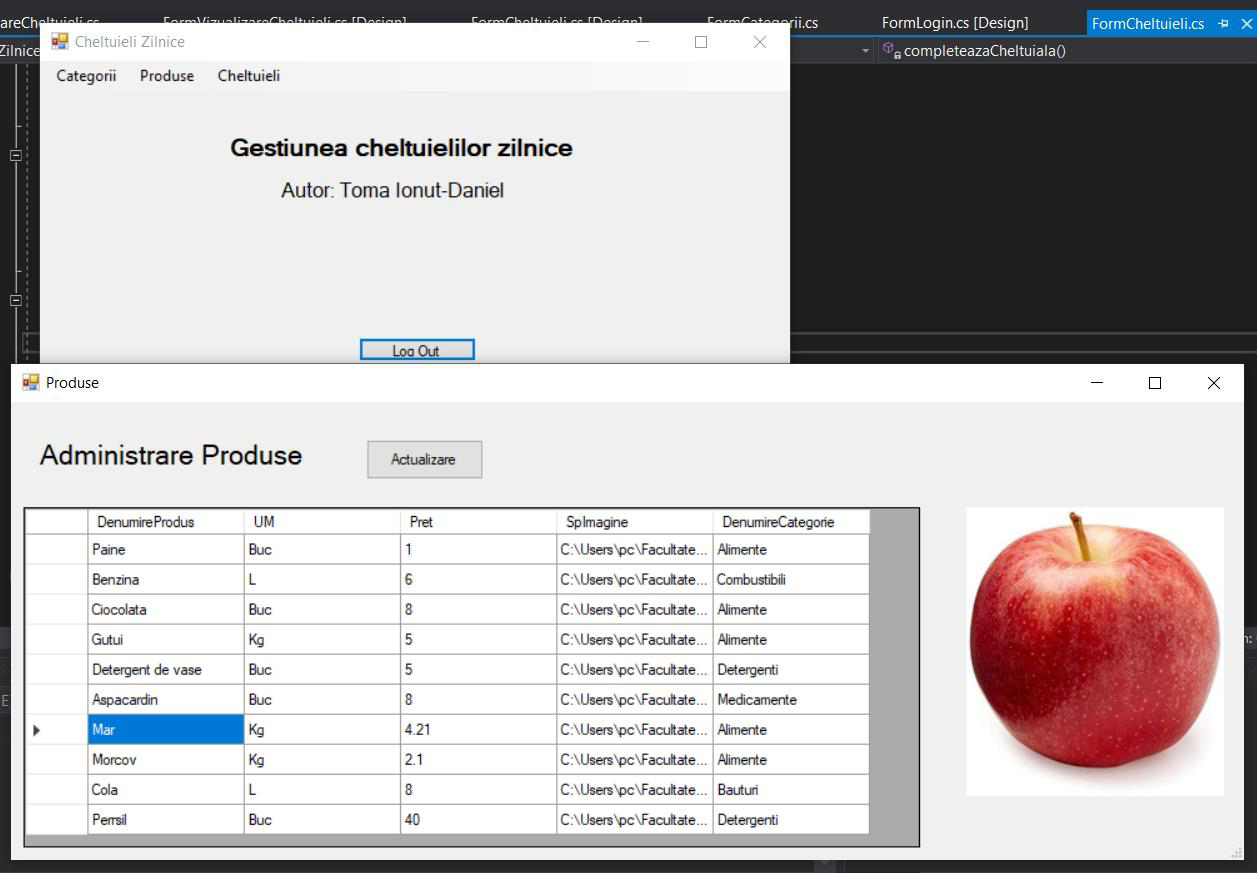 areCheltuieli.cs FormVizualizareCheltuieli.cs [Design] FormCheltuieli.cs [Design] FormCategorii.cs FormLogin.cs [Design] FormCheltuieli.cs
Zilnice completeazaCheltuiala()
Cheltuieli Zilnice
Categorii Produse Cheltuieli
Gestiunea cheltuielilor zilnice
Autor: Toma Ionut-Daniel
Log Out
Produse
Administrare Produse Actualizare
DenumireProdus UM Pret SpImagine DenumireCategorie
Paine Buc 1 C:\Users\pc\Facultate... Alimente
Benzina L 6 C:\Users\pc\Facultate... Combustibili
Ciocolata Buc 8 C:\Users\pc\Facultate... Alimente
Gutui Kg 5 C:\Users\pc\Facultate... Alimente
Detergent de vase Buc 5 C:\Users\pc\Facultate... Detergenti
Aspacardin Buc 8 C:\Users\pc\Facultate... Medicamente
Mar Kg 4.21 C:\Users\pc\Facultate... Alimente
Morcov Kg 2.1 C:\Users\pc\Facultate... Alimente
Cola L 8 C:\Users\pc\Facultate... Bauturi
Perrsil Buc 40 C:\Users\pc\Facultate... Detergenti